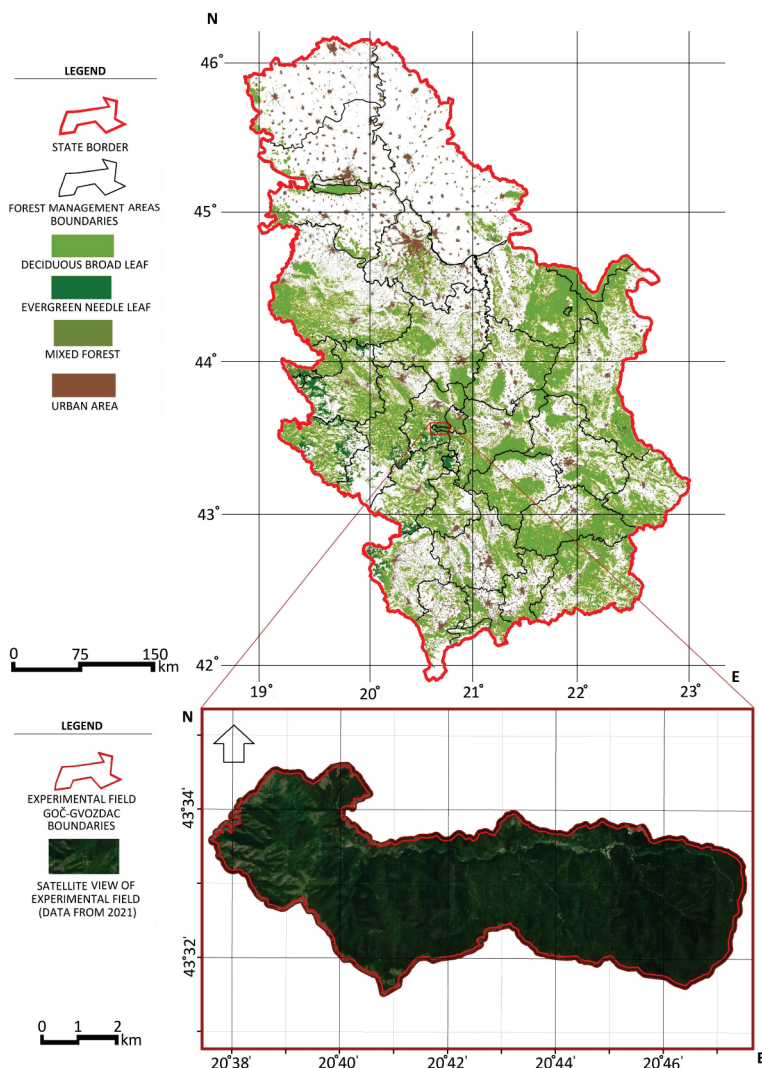 N
LEGEND
STATE BORDER
FOREST MANAGEMENT AREAS
BOUNDARIES
DECIDUOUS BROAD LEAF
EVERGREEN NEEDLE LEAF
MIXED FOREST
URBAN AREA
46°
45°
44°
43°
42°
0 75 150
km
19° 20° 21° 22° 23°
E
N
LEGEND
EXPERIMENTAL FIELD
GOČ-GVOZDAC
BOUNDARIES
SATELLITE VIEW OF
EXPERIMENTAL FIELD
(DATA FROM 2021)
43°34'
43°32'
0 1 2
km
20°38' 20°40' 20°42' 20°44' 20°46'
E